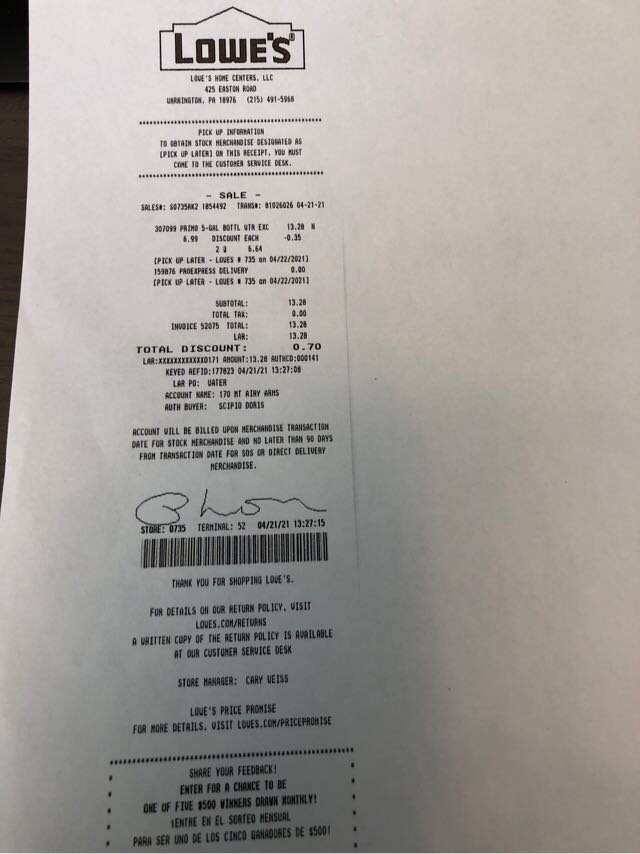 LOWE'S®
LOWE'S HOME CENTERS, LLC
425 EASTON ROAD
WARRINGTON, PA 18976 (215) 491-5968
PICK UP INFORMATION
TO OBTAIN STOCK MERCHANDISE DESIGNATED AS
[PICK UP LATER] ON THIS RECEIPT, YOU MUST
COME TO THE CUSTOMER SERVICE DESK.
- SALE -
SALES#: S0735RK2 1854492 TRANS#: 81026026 04-21-21
307099 PRIMO 5-GAL BOTTL WTR EXC 13.28 N
6.99 DISCOUNT EACH -0.35
2 @ 6.64
[PICK UP LATER - LOWES # 735 on 04/22/2021]
159876 PROEXPRESS DELIVERY 0.00
[PICK UP LATER - LOWES # 735 on 04/22/2021]
SUBTOTAL: 13.28
TOTAL TAX: 0.00
INVOICE 52075 TOTAL: 13.28
LAR: 13.28
TOTAL DISCOUNT: 0.70
LAR:XXXXXXXXXXXX0171 AMOUNT:13.28 AUTHCD:000141
KEYED REFID:177823 04/21/21 13:27:08
LAR PO: WATER
ACCOUNT NAME: 170 MT AIRY ARMS
AUTH BUYER: SCIPIO DORIS
ACCOUNT WILL BE BILLED UPON MERCHANDISE TRANSACTION
DATE FOR STOCK MERCHANDISE AND NO LATER THAN 90 DAYS
FROM TRANSACTION DATE FOR SOS OR DIRECT DELIVERY
MERCHANDISE.
STORE: 0735 TERMINAL: 52 04/21/21 13:27:15
THANK YOU FOR SHOPPING LOWE'S.
FOR DETAILS ON OUR RETURN POLICY, VISIT
LOWES.COM/RETURNS
A WRITTEN COPY OF THE RETURN POLICY IS AVAILABLE
AT OUR CUSTOMER SERVICE DESK
STORE MANAGER: CARY WEISS
LOWE'S PRICE PROMISE
FOR MORE DETAILS, VISIT LOWES.COM/PRICEPROMISE
SHARE YOUR FEEDBACK!
ENTER FOR A CHANCE TO BE
ONE OF FIVE $500 WINNERS DRAWN MONTHLY!
¡ENTRE EN EL SORTEO MENSUAL
PARA SER UNO DE LOS CINCO GANADORES DE $500!